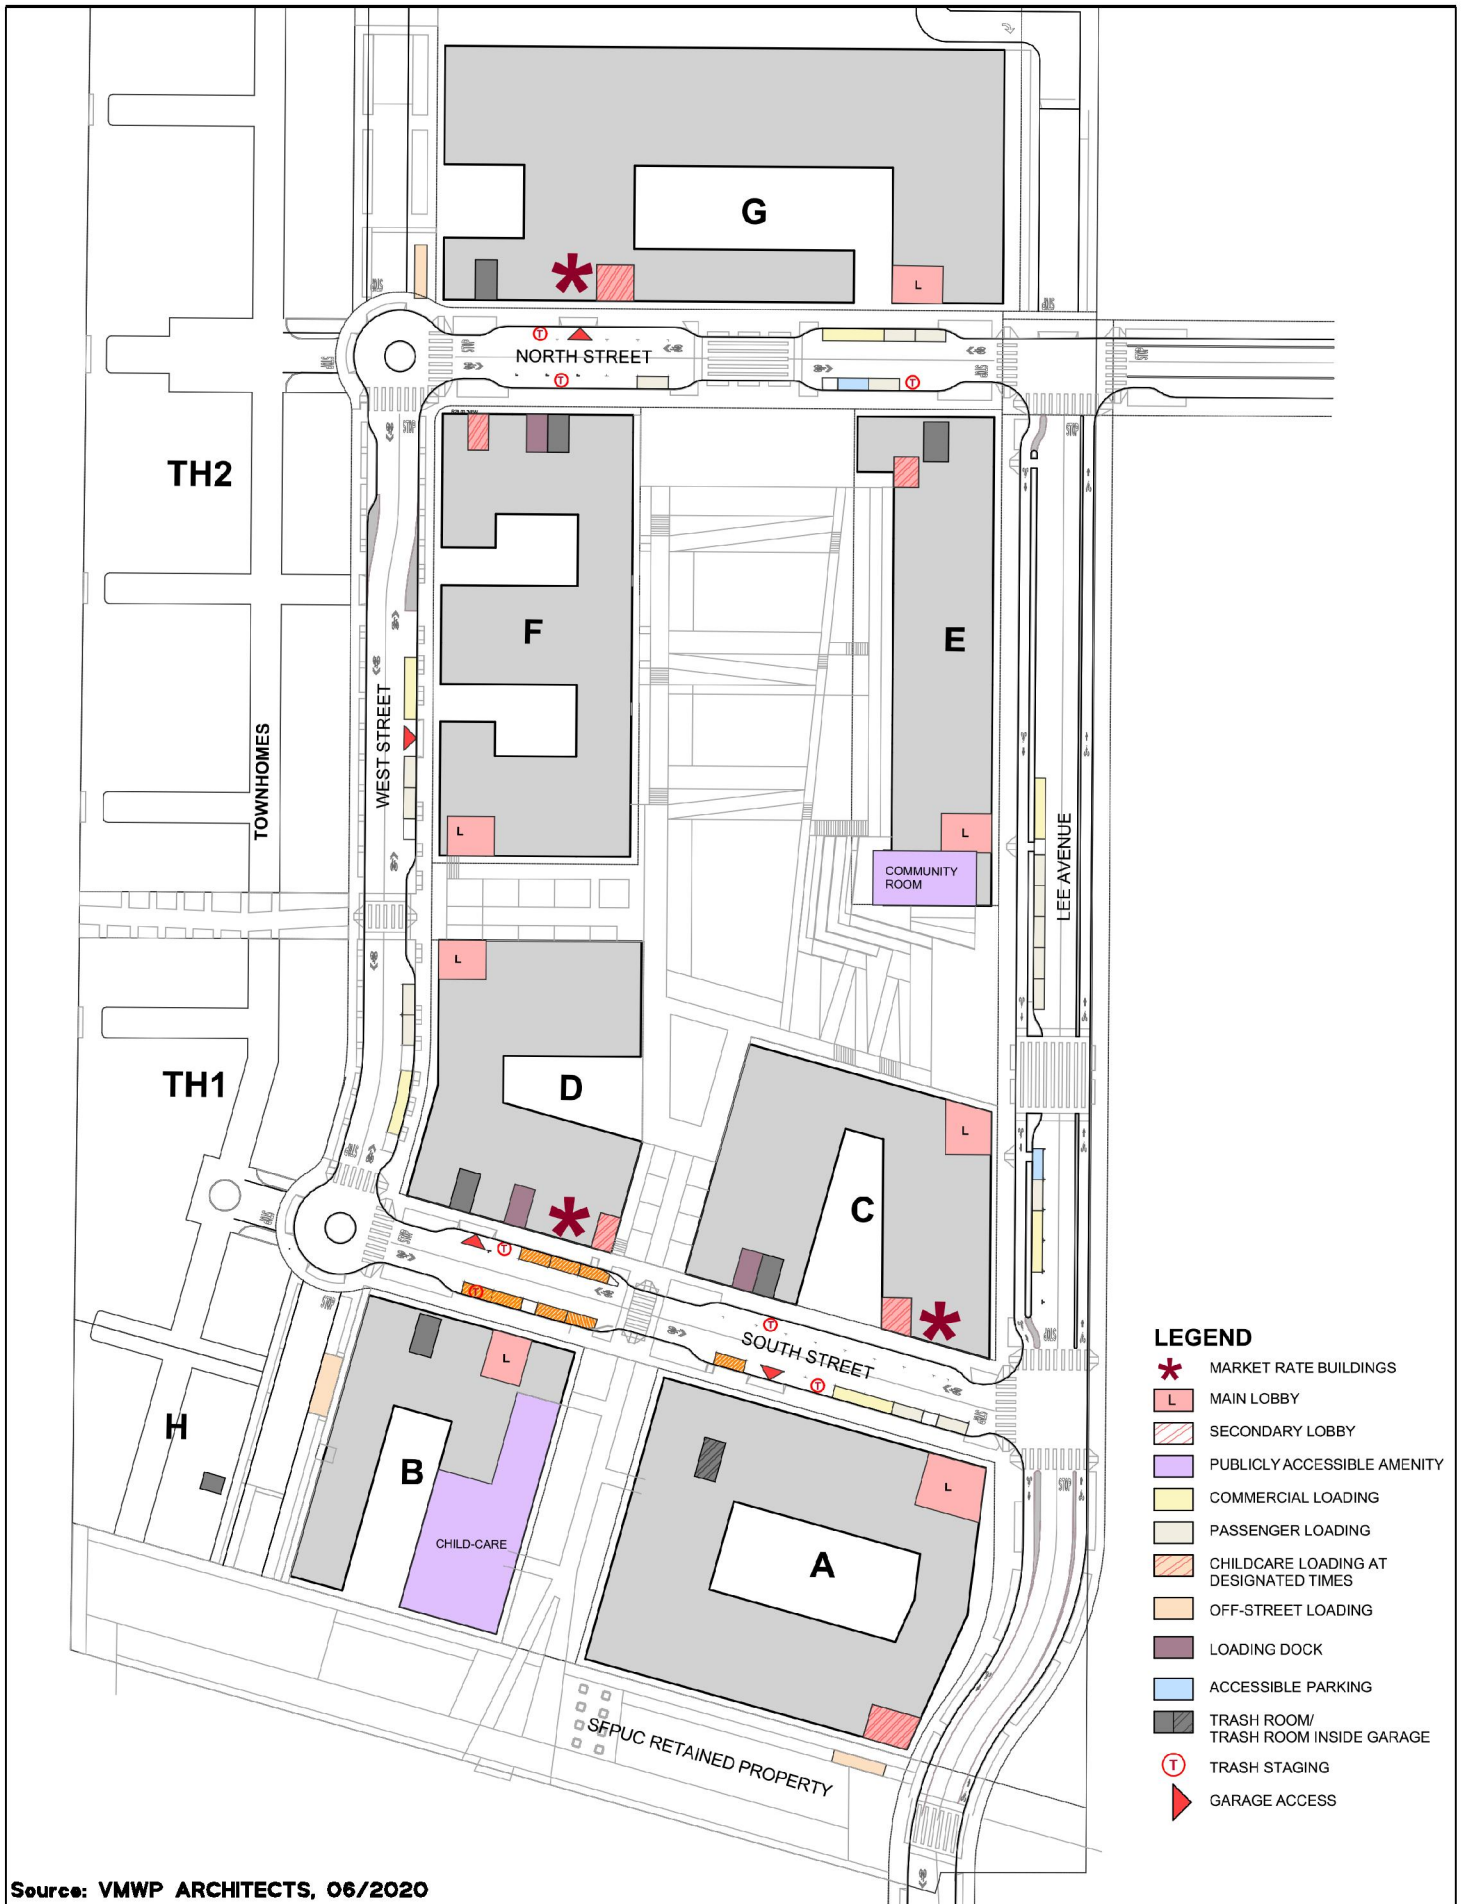 G
L
T
NORTH STREET
T
T
STOP
TH2
F
E
WEST STREET
TOWNHOMES
L
L
COMMUNITY
ROOM
LEE AVENUE
L
TH1
D
L
C
T
T
T
SOUTH STREET
T
L
H
B
CHILD-CARE
L
A
SFPUC RETAINED PROPERTY
LEGEND
MARKET RATE BUILDINGS
L MAIN LOBBY
SECONDARY LOBBY
PUBLICLY ACCESSIBLE AMENITY
COMMERCIAL LOADING
PASSENGER LOADING
CHILDCARE LOADING AT
DESIGNATED TIMES
OFF-STREET LOADING
LOADING DOCK
ACCESSIBLE PARKING
TRASH ROOM/
TRASH ROOM INSIDE GARAGE
T TRASH STAGING
GARAGE ACCESS
Source: VMWP ARCHITECTS, 06/2020